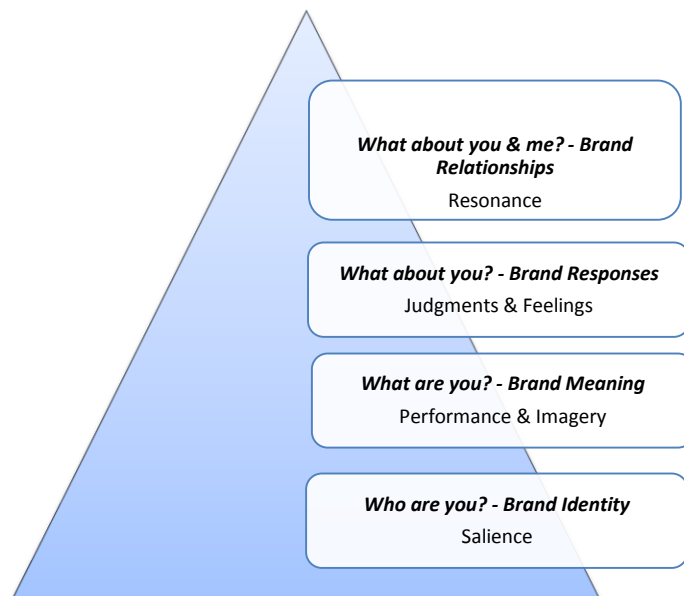 What about you & me? - Brand
Relationships
Resonance
What about you? - Brand Responses
Judgments & Feelings
What are you? - Brand Meaning
Performance & Imagery
Who are you? - Brand Identity
Salience